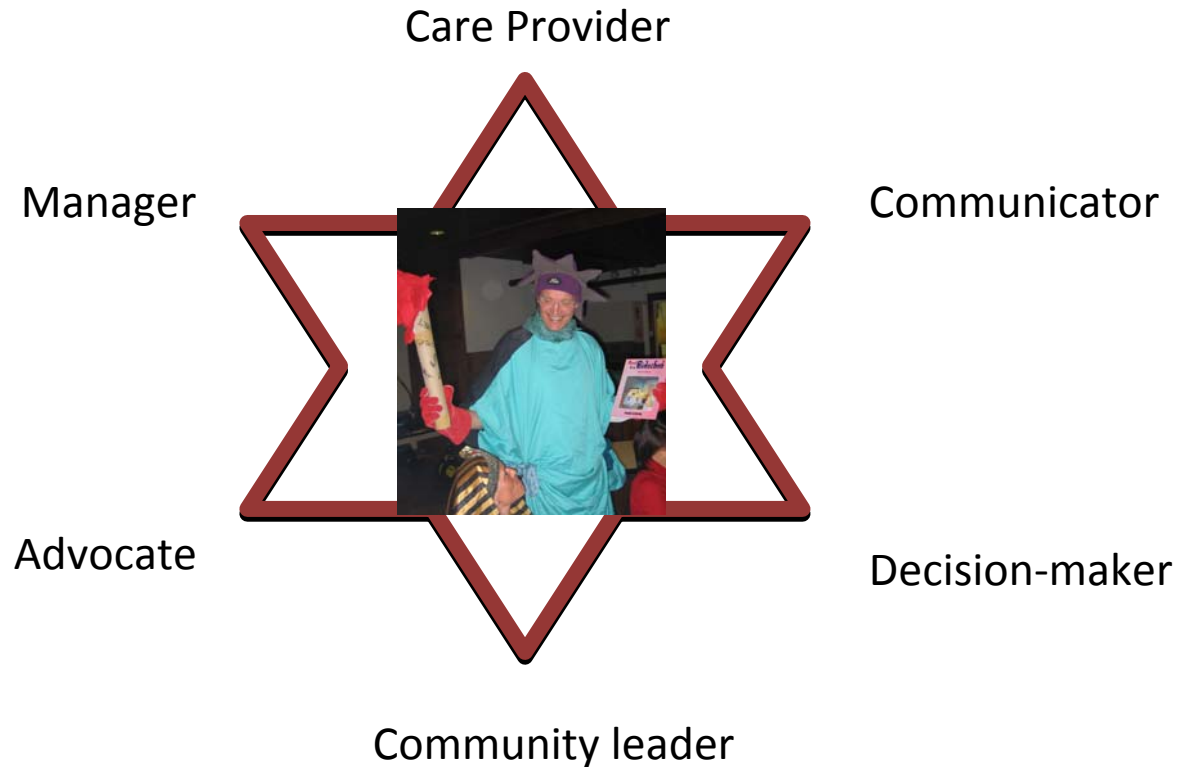 Care Provider
Manager
Communicator
Advocate
Decision-maker
Community leader